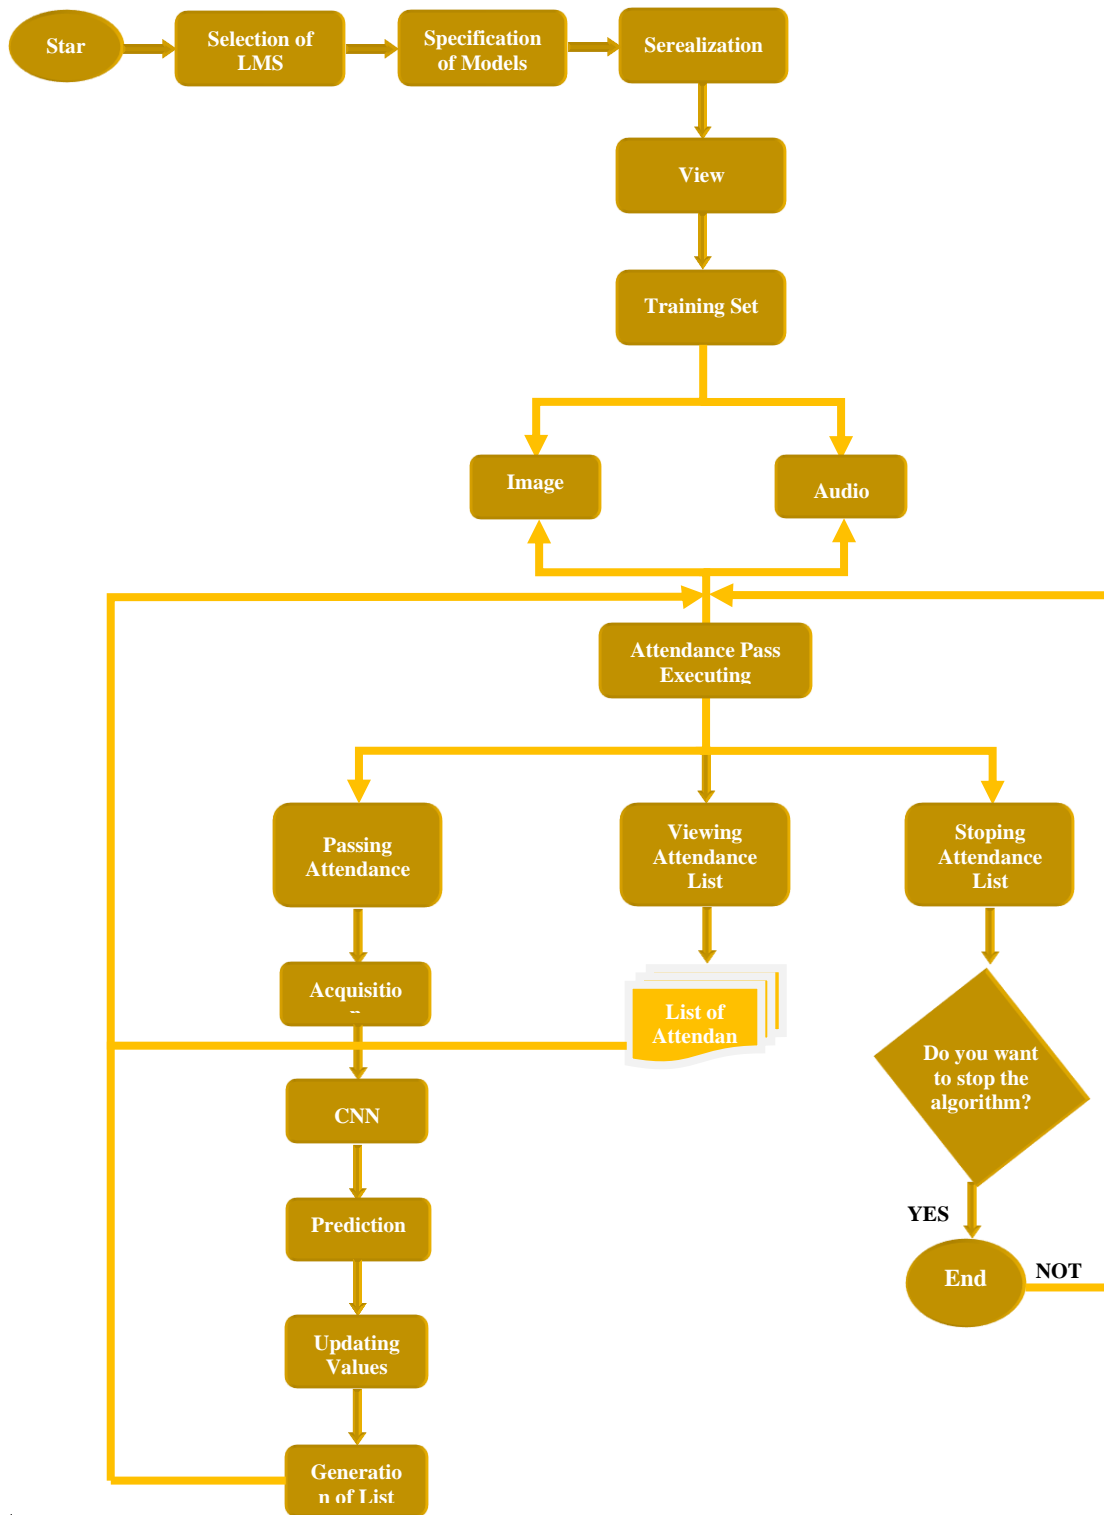 Star
Selection of
LMS
Specification
of Models
Serealization
View
Training Set
Image
Audio
Attendance Pass
Executing
Passing
Attendance
Viewing
Attendance
List
Stoping
Attendance
List
Acquisitio
n
List of
Attendan
Do you want
to stop the
algorithm?
CNN
Prediction
YES
End
NOT
Updating
Values
Generatio
n of List